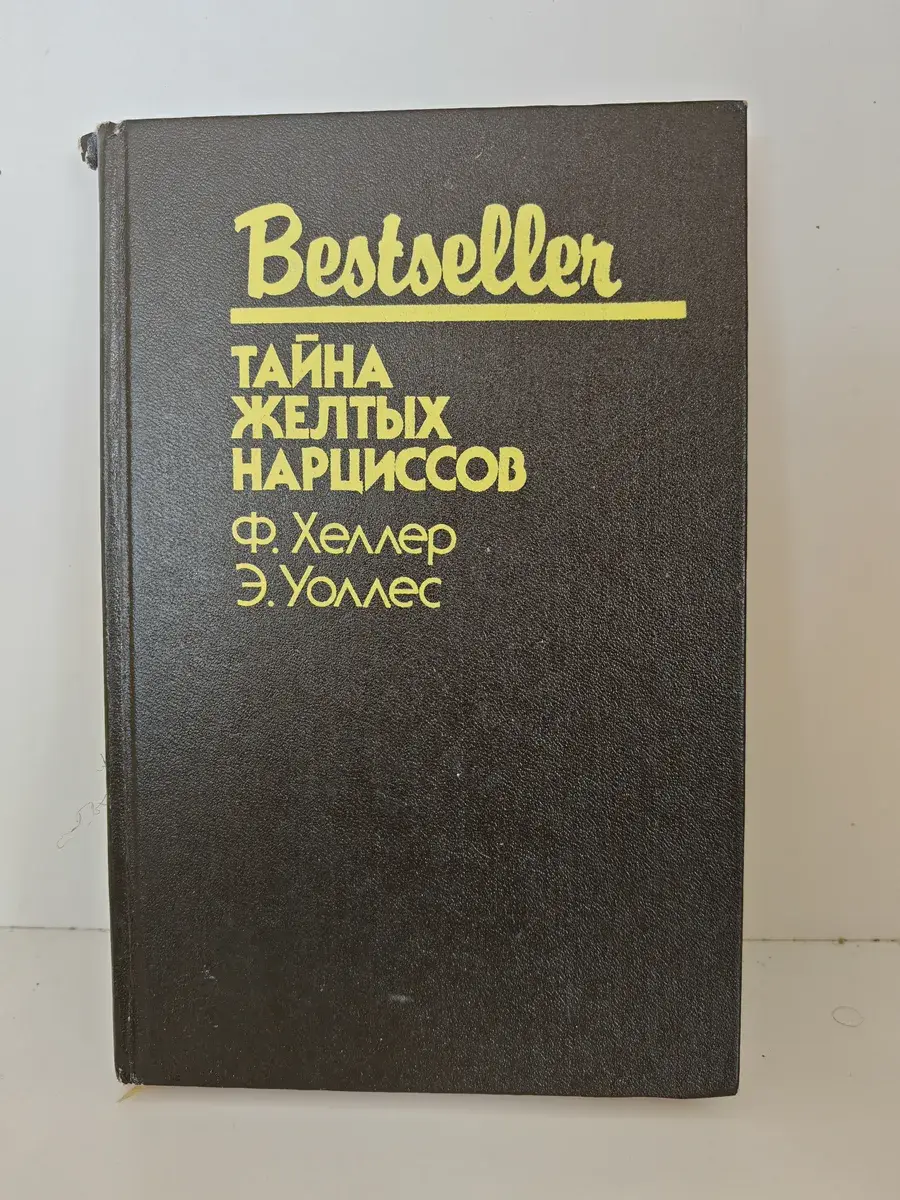 Bestseller
ТАЙНА
ЖЕЛТЫХ
НАРЦИССОВ
Ф. Хеллер
Э. Уоллес